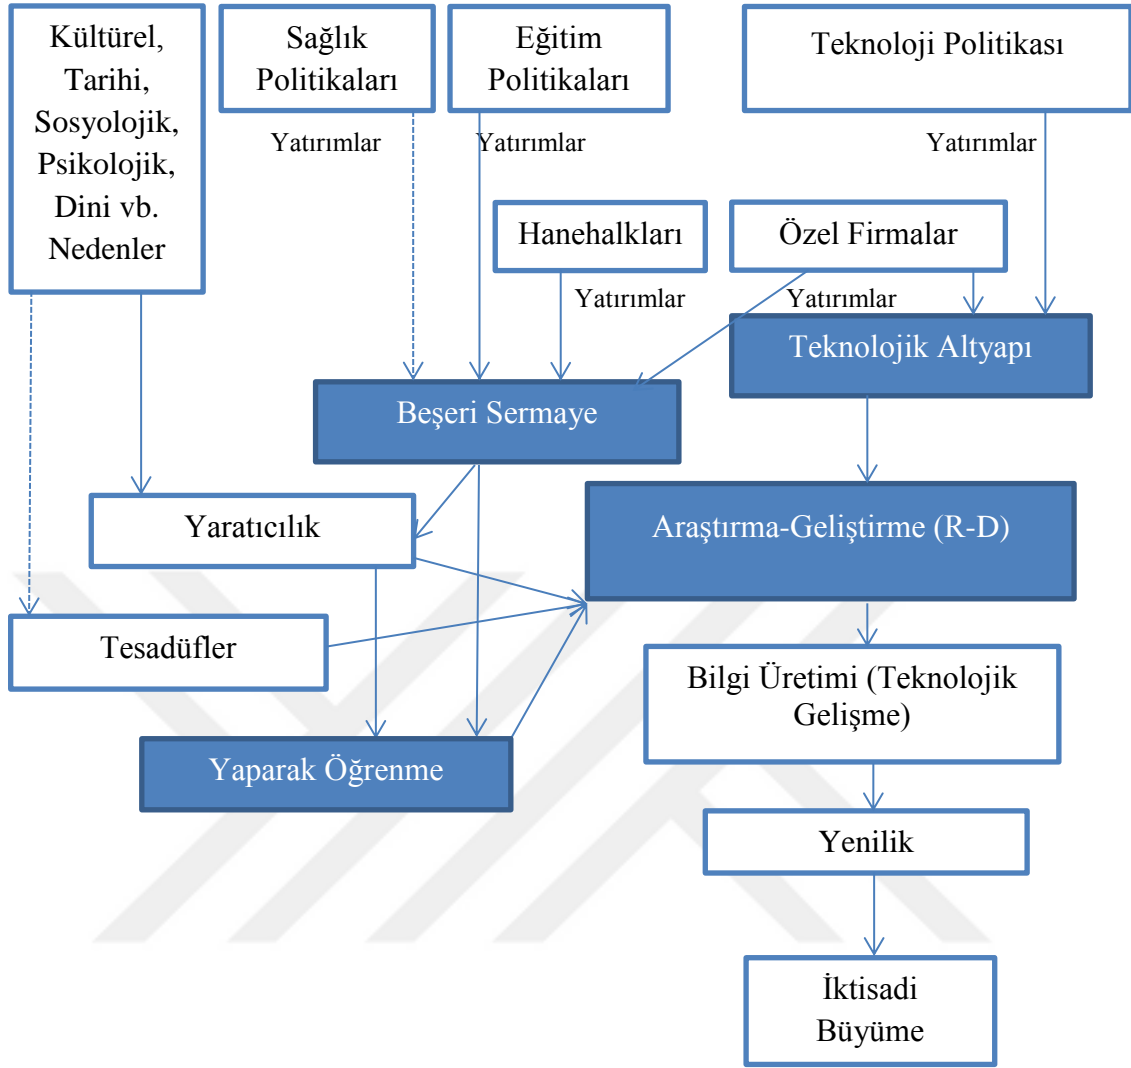 Kültürel,
Tarihi,
Sosyolojik,
Psikolojik,
Dini vb.
Nedenler
Sağlık
Politikaları
Eğitim
Politikaları
Teknoloji Politikası
Yatırımlar
Yatırımlar
Yatırımlar
Hanehalkları
Özel Firmalar
Yatırımlar
Yatırımlar
Teknolojik Altyapı
Beşeri Sermaye
Yaratıcılık
Araştırma-Geliştirme (R-D)
Tesadüfler
Bilgi Üretimi (Teknolojik
Gelişme)
Yaparak Öğrenme
Yenilik
İktisadi
Büyüme